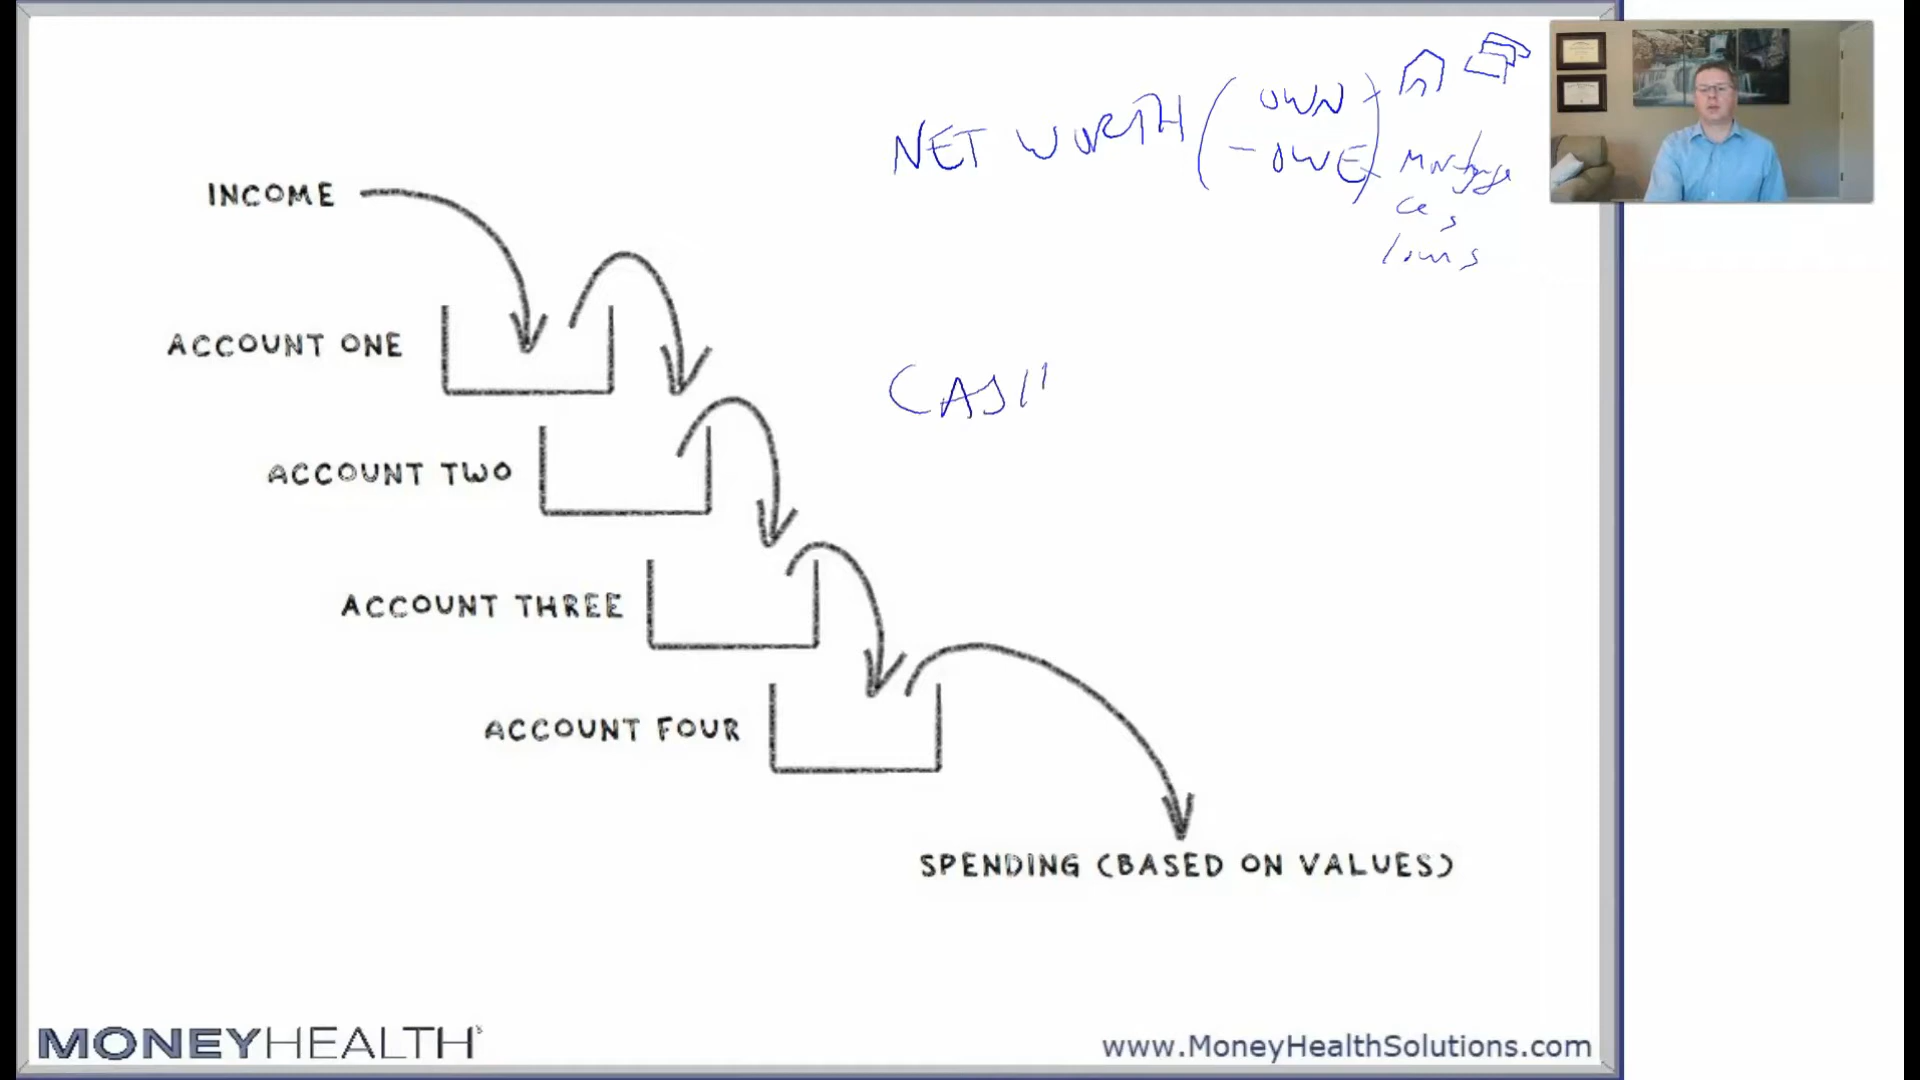 NET WORTH ( OWN
- OWE )
Mortgage
CC's
loans
INCOME
ACCOUNT ONE
CASH
ACCOUNT TWO
ACCOUNT THREE
ACCOUNT FOUR
SPENDING (BASED ON VALUES)
MONEYHEALTH
www.MoneyHealthSolutions.com